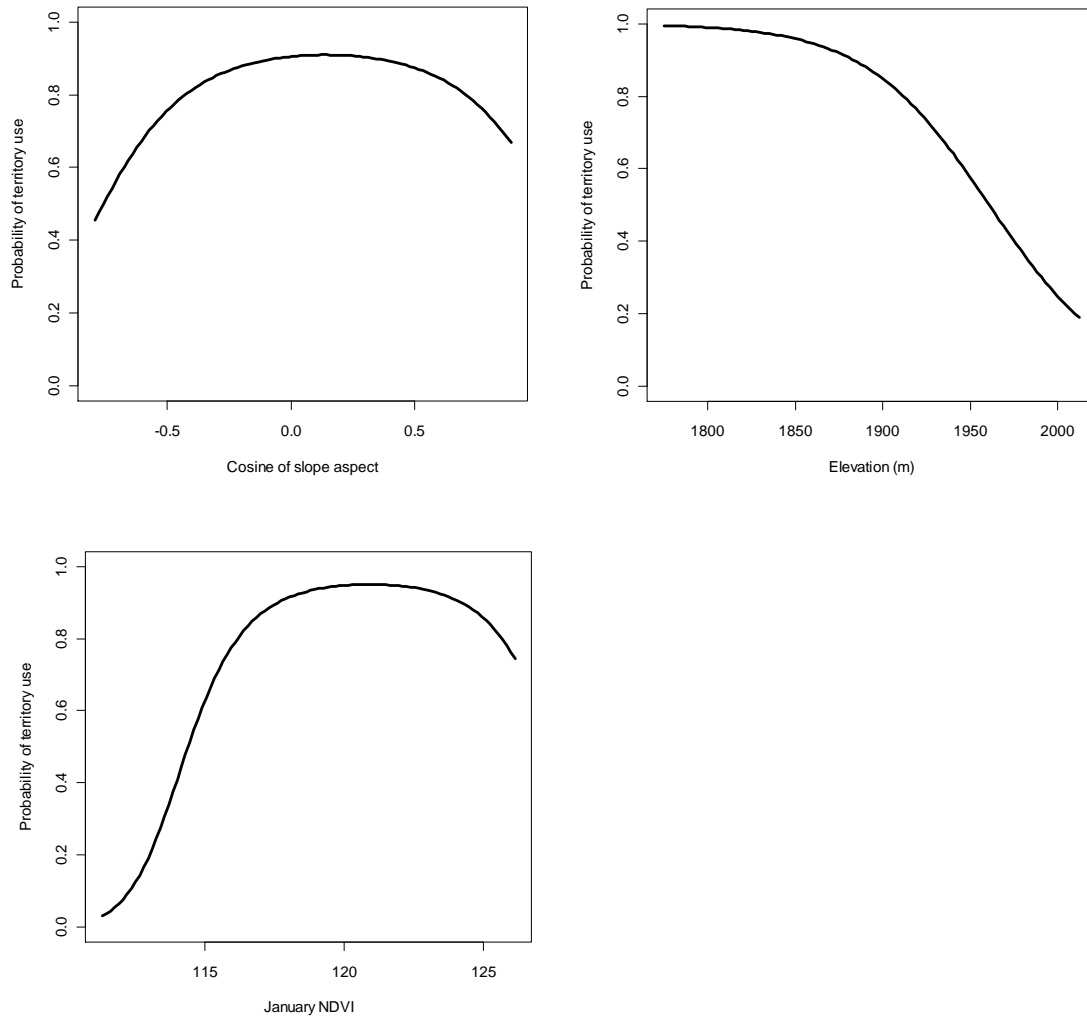 Probability of territory use
1.0
0.8
0.6
0.4
0.2
0.0
-0.5 0.0 0.5
Cosine of slope aspect
Probability of territory use
1.0
0.8
0.6
0.4
0.2
0.0
1800 1850 1900 1950 2000
Elevation (m)
Probability of territory use
1.0
0.8
0.6
0.4
0.2
0.0
115 120 125
January NDVI